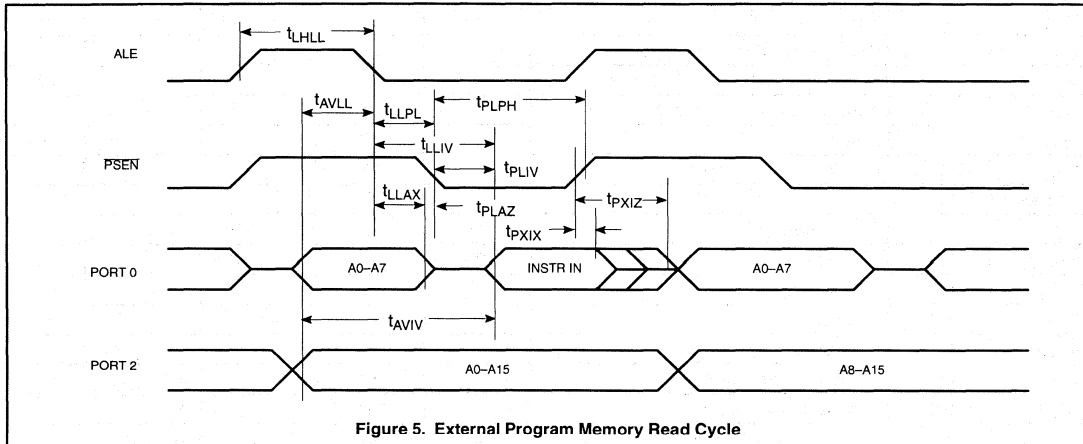 tLHLL
ALE
tAVLL
tLLPL
tPLPH
tLLIV
PSEN
tPLIV
tLLAX
tPLAZ
tPXIZ
tPXIX
PORT 0
A0–A7
INSTR IN
A0–A7
tAVIV
PORT 2
A0–A15
A8–A15
Figure 5. External Program Memory Read Cycle